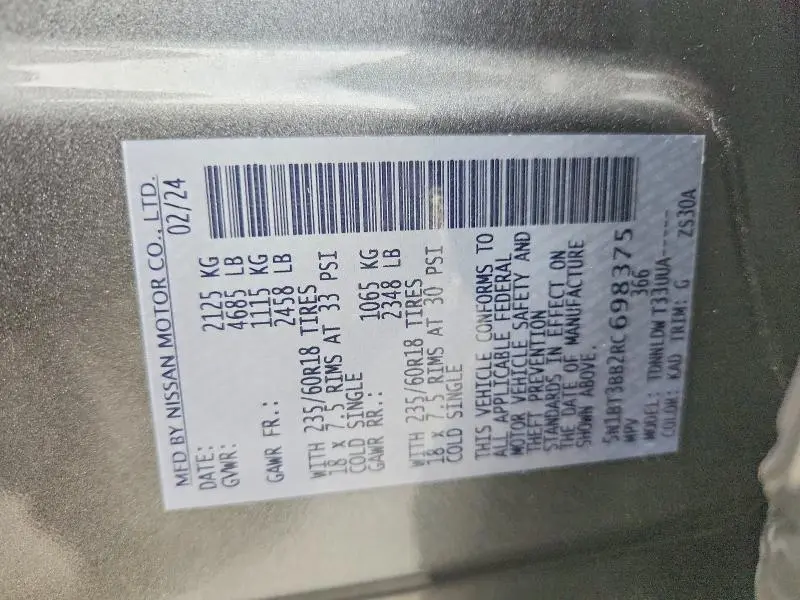 MFD BY NISSAN MOTOR CO., LTD.
DATE: 02/24
GVWR: 2125 KG
4685 LB
GAWR FR.: 1115 KG
2458 LB
WITH 235/60R18 TIRES
18 x 7.5 RIMS AT 33 PSI
COLD SINGLE
GAWR RR.: 1065 KG
2348 LB
WITH 235/60R18 TIRES
18 x 7.5 RIMS AT 30 PSI
COLD SINGLE
THIS VEHICLE CONFORMS TO
ALL APPLICABLE FEDERAL
MOTOR VEHICLE SAFETY AND
THEFT PREVENTION
STANDARDS IN EFFECT ON
THE DATE OF MANUFACTURE
SHOWN ABOVE.
5N1BT3BB2RC698375
MPV 366
MODEL: TDNNLDW T33UUA-----
COLOR: KAD TRIM: G ZS30A